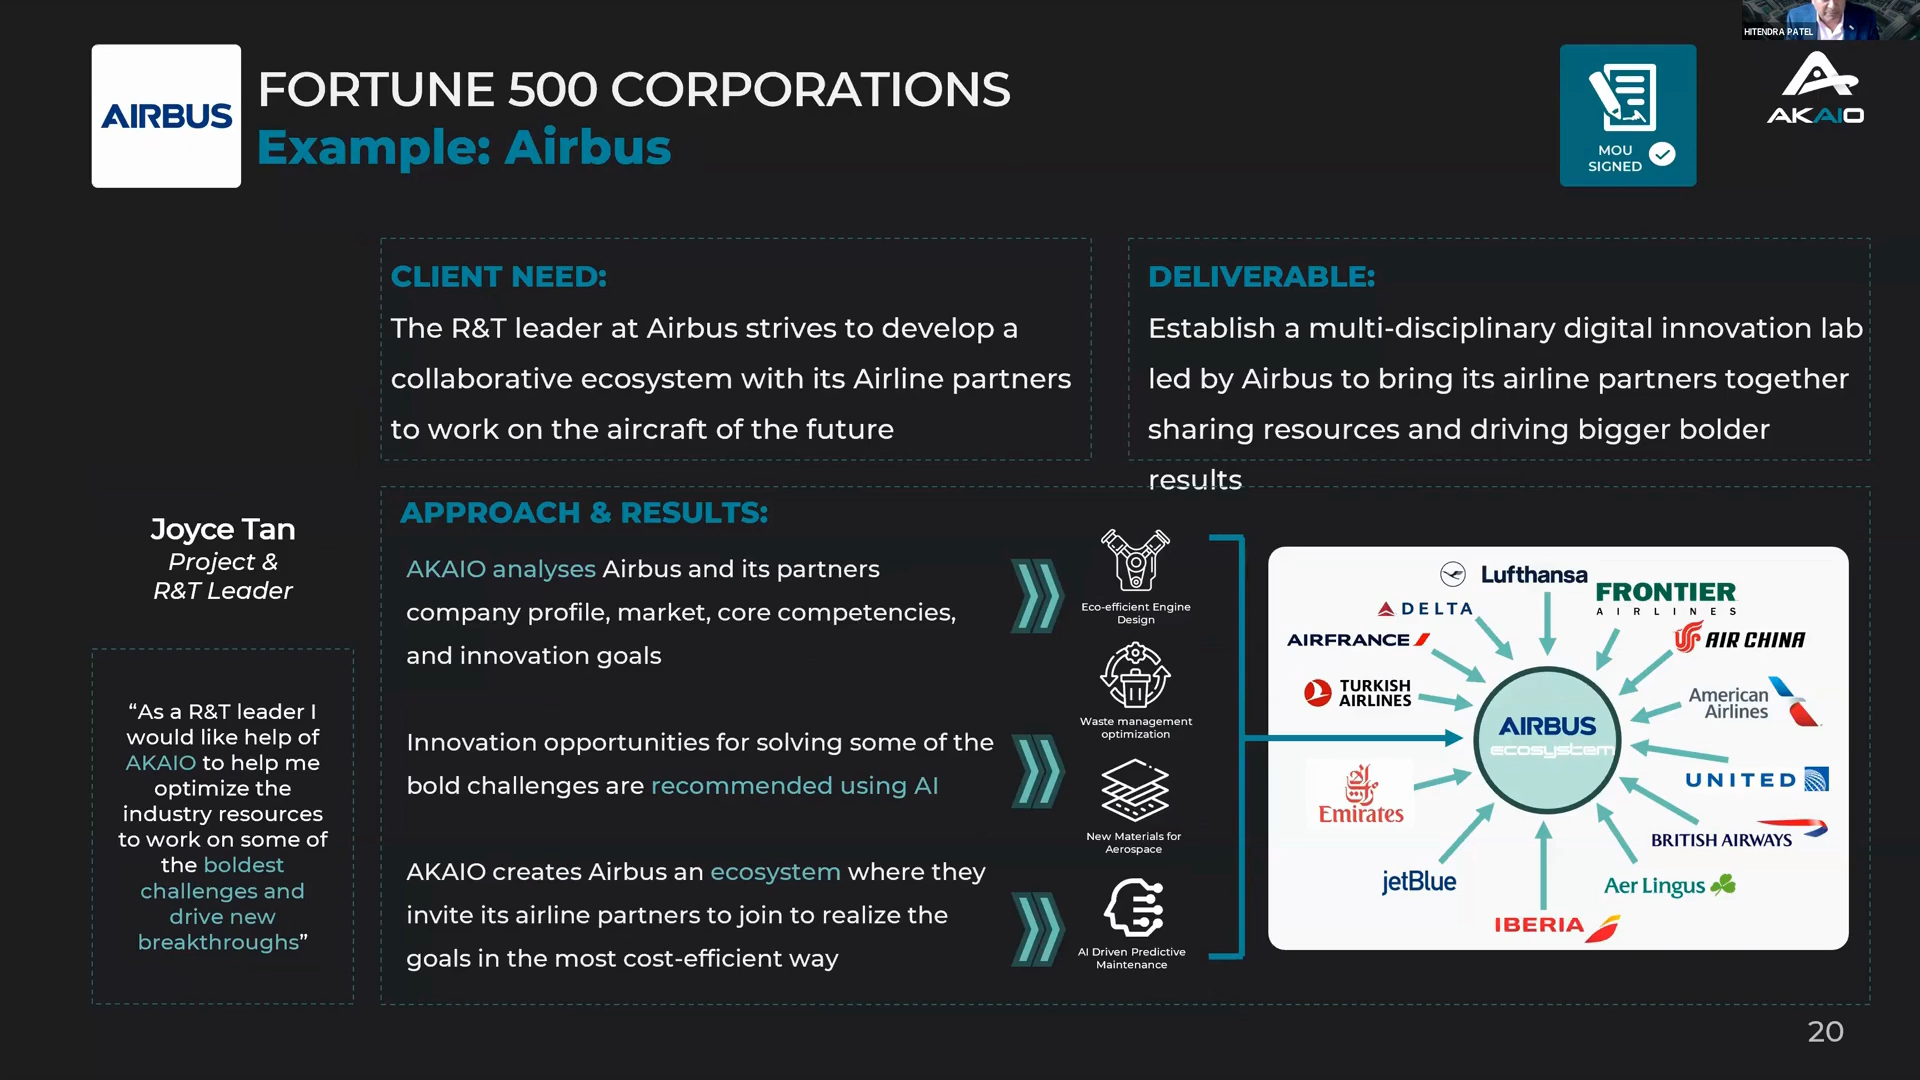 HITENDRA PATEL
AIRBUS
FORTUNE 500 CORPORATIONS
Example: Airbus
MOU
SIGNED
AKAIO
CLIENT NEED:
The R&T leader at Airbus strives to develop a
collaborative ecosystem with its Airline partners
to work on the aircraft of the future
DELIVERABLE:
Establish a multi-disciplinary digital innovation lab
led by Airbus to bring its airline partners together
sharing resources and driving bigger bolder
results
Joyce Tan
Project &
R&T Leader
“As a R&T leader I
would like help of
AKAIO to help me
optimize the
industry resources
to work on some of
the boldest
challenges and
drive new
breakthroughs”
APPROACH & RESULTS:
AKAIO analyses Airbus and its partners
company profile, market, core competencies,
and innovation goals
Innovation opportunities for solving some of the
bold challenges are recommended using AI
AKAIO creates Airbus an ecosystem where they
invite its airline partners to join to realize the
goals in the most cost-efficient way
Eco-efficient Engine
Design
Waste management
optimization
New Materials for
Aerospace
AI Driven Predictive
Maintenance
Lufthansa
FRONTIER
AIRLINES
DELTA
AIRFRANCE
AIR CHINA
TURKISH
AIRLINES
American
Airlines
AIRBUS
ecosystem
UNITED
Emirates
BRITISH AIRWAYS
jetBlue
Aer Lingus
IBERIA
20